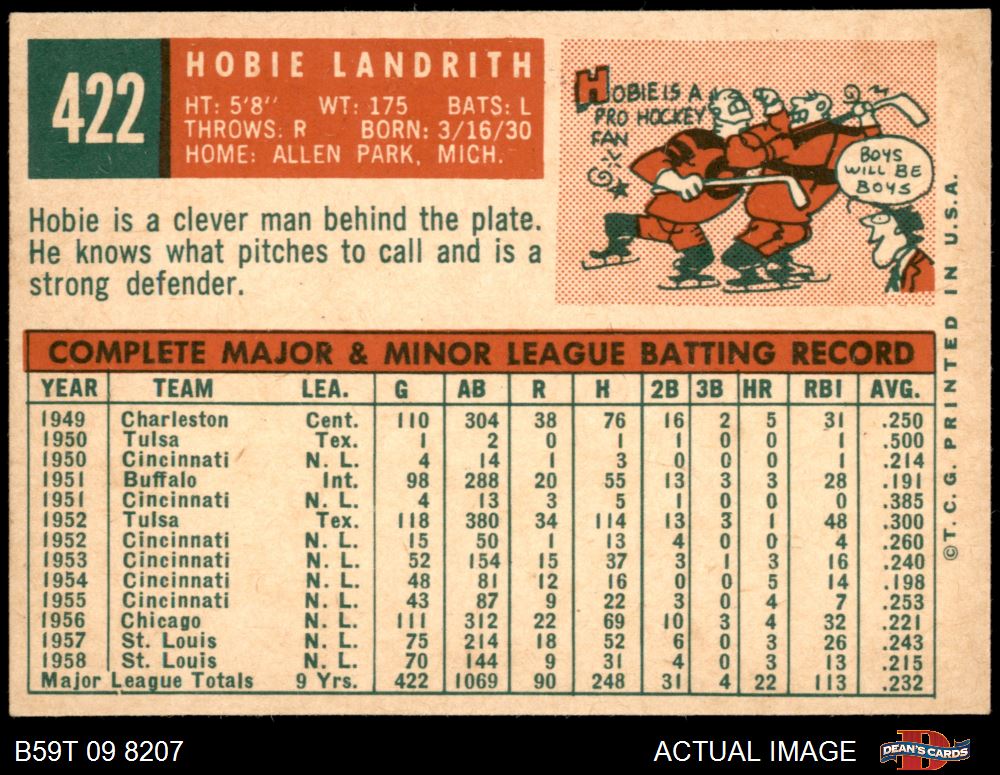 422
HOBIE LANDRITH
HT: 5'8" WT: 175 BATS: L
THROWS: R BORN: 3/16/30
HOME: ALLEN PARK, MICH.
HOBIE IS A
PRO HOCKEY
FAN
BOYS
WILL BE
BOYS
Hobie is a clever man behind the plate.
He knows what pitches to call and is a
strong defender.
COMPLETE MAJOR & MINOR LEAGUE BATTING RECORD
YEAR TEAM LEA. G AB R H 2B 3B HR RBI AVG.
1949 Charleston Cent. 110 304 38 76 16 2 5 31 .250
1950 Tulsa Tex. 1 2 0 1 1 0 0 1 .500
1950 Cincinnati N. L. 4 14 1 3 0 0 0 1 .214
1951 Buffalo Int. 98 288 20 55 13 3 3 28 .191
1951 Cincinnati N. L. 4 13 3 5 1 0 0 0 .385
1952 Tulsa Tex. 118 380 34 114 13 3 1 48 .300
1952 Cincinnati N. L. 15 50 1 13 4 0 0 4 .260
1953 Cincinnati N. L. 52 154 15 37 3 1 3 16 .240
1954 Cincinnati N. L. 48 81 12 16 0 0 5 14 .198
1955 Cincinnati N. L. 43 87 9 22 3 0 4 7 .253
1956 Chicago N. L. 111 312 22 69 10 3 4 32 .221
1957 St. Louis N. L. 75 214 18 52 6 0 3 26 .243
1958 St. Louis N. L. 70 144 9 31 4 0 3 13 .215
Major League Totals 9 Yrs. 422 1069 90 248 31 4 22 113 .232
© T. C. G. PRINTED IN U.S.A.
B59T 09 8207 ACTUAL IMAGE
DEAN'S CARDS